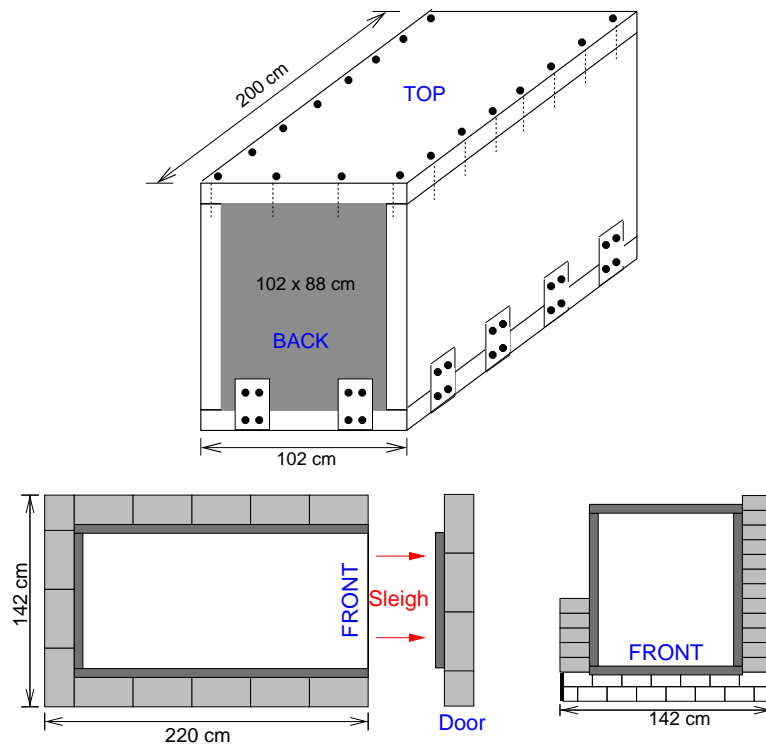 200 cm
TOP
102 x 88 cm
BACK
102 cm
142 cm
FRONT
Sleigh
FRONT
220 cm
Door
142 cm